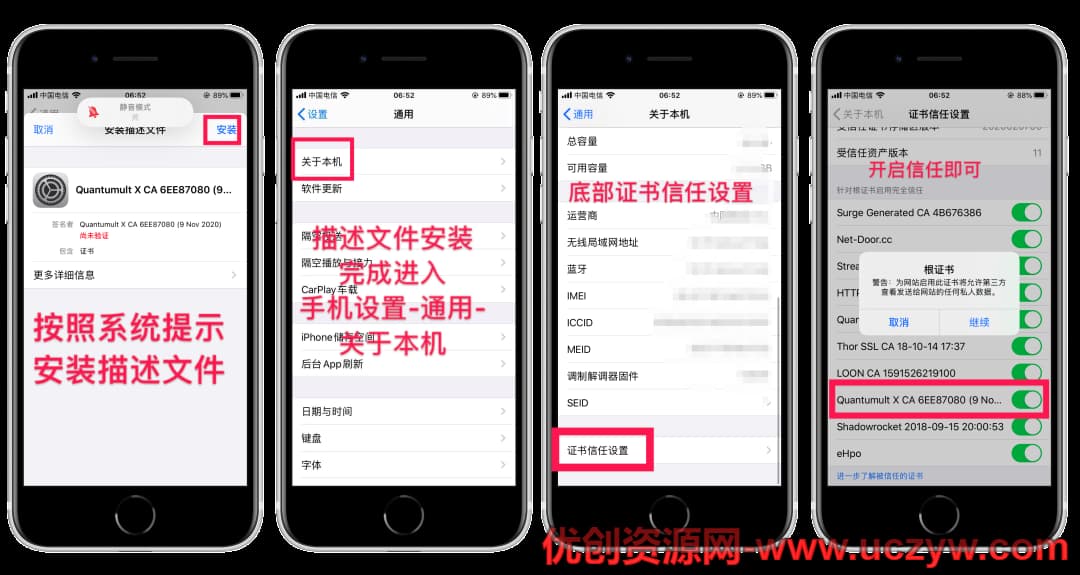 中国电信
06:52
89%
静音模式
关
取消
安装描述文件
安装
Quantumult X CA 6EE87080 (9...
签名者 Quantumult X CA 6EE87080 (9 Nov 2020)
尚未验证
包含 证书
更多详细信息
按照系统提示
安装描述文件
中国电信
06:52
89%
设置
通用
关于本机
软件更新
隔空播放与接力
CarPlay 车载
iPhone 储存空间
后台 App 刷新
日期与时间
键盘
字体
描述文件安装
完成进入
手机设置-通用-
关于本机
中国电信
06:52
89%
通用
关于本机
总容量
可用容量
运营商
无线局域网地址
蓝牙
IMEI
ICCID
MEID
调制解调器固件
SEID
证书信任设置
底部证书信任设置
中国电信
06:52
88%
关于本机
证书信任设置
受信任证书存储区版本
受信任资产版本 11
开启信任即可
针对根证书启用完全信任
Surge Generated CA 4B676386
Net-Door.cc
Strea
HTTP
Quan
根证书
警告：为网站启用此证书将允许第三方
查看发送给网站的任何私人数据。
取消
继续
Thor SSL CA 18-10-14 17:37
LOON CA 1591526219100
Quantumult X CA 6EE87080 (9 No...
Shadowrocket 2018-09-15 20:00:53
eHpo
进一步了解被信任的证书
优创资源网-www.uczyw.com